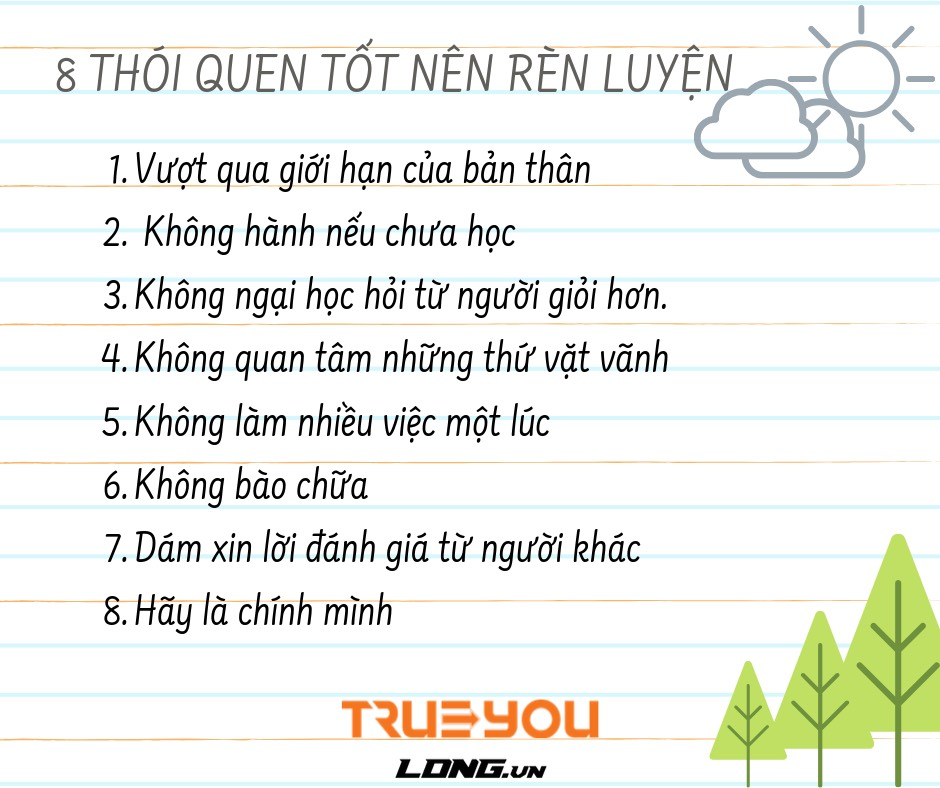 8 THÓI QUEN TỐT NÊN RÈN LUYỆN
1. Vượt qua giới hạn của bản thân
2. Không hành nếu chưa học
3. Không ngại học hỏi từ người giỏi hơn.
4. Không quan tâm những thứ vặt vãnh
5. Không làm nhiều việc một lúc
6. Không bào chữa
7. Dám xin lời đánh giá từ người khác
8. Hãy là chính mình
TRUEYOU
LONG.VN